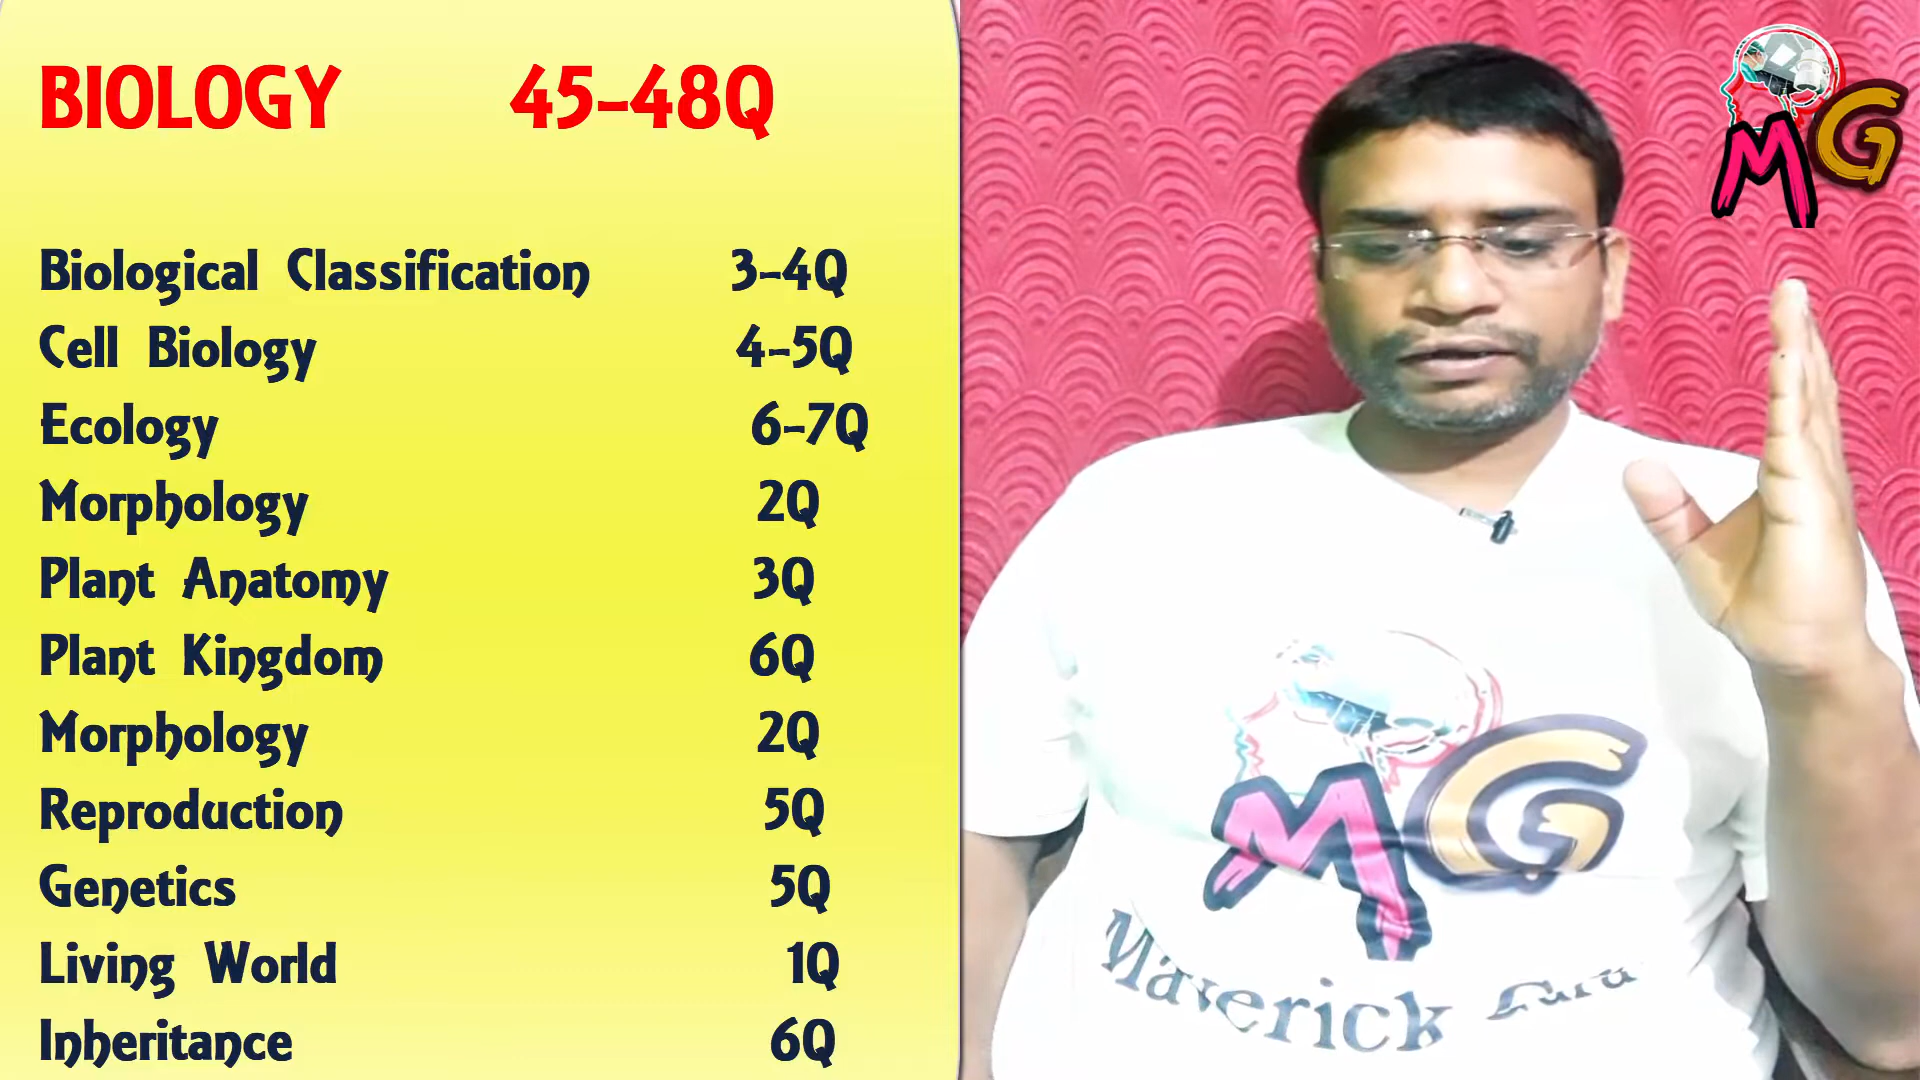 BIOLOGY 45-48Q
Biological Classification 3-4Q
Cell Biology 4-5Q
Ecology 6-7Q
Morphology 2Q
Plant Anatomy 3Q
Plant Kingdom 6Q
Morphology 2Q
Reproduction 5Q
Genetics 5Q
Living World 1Q
Inheritance 6Q
MG
MG
Maverick